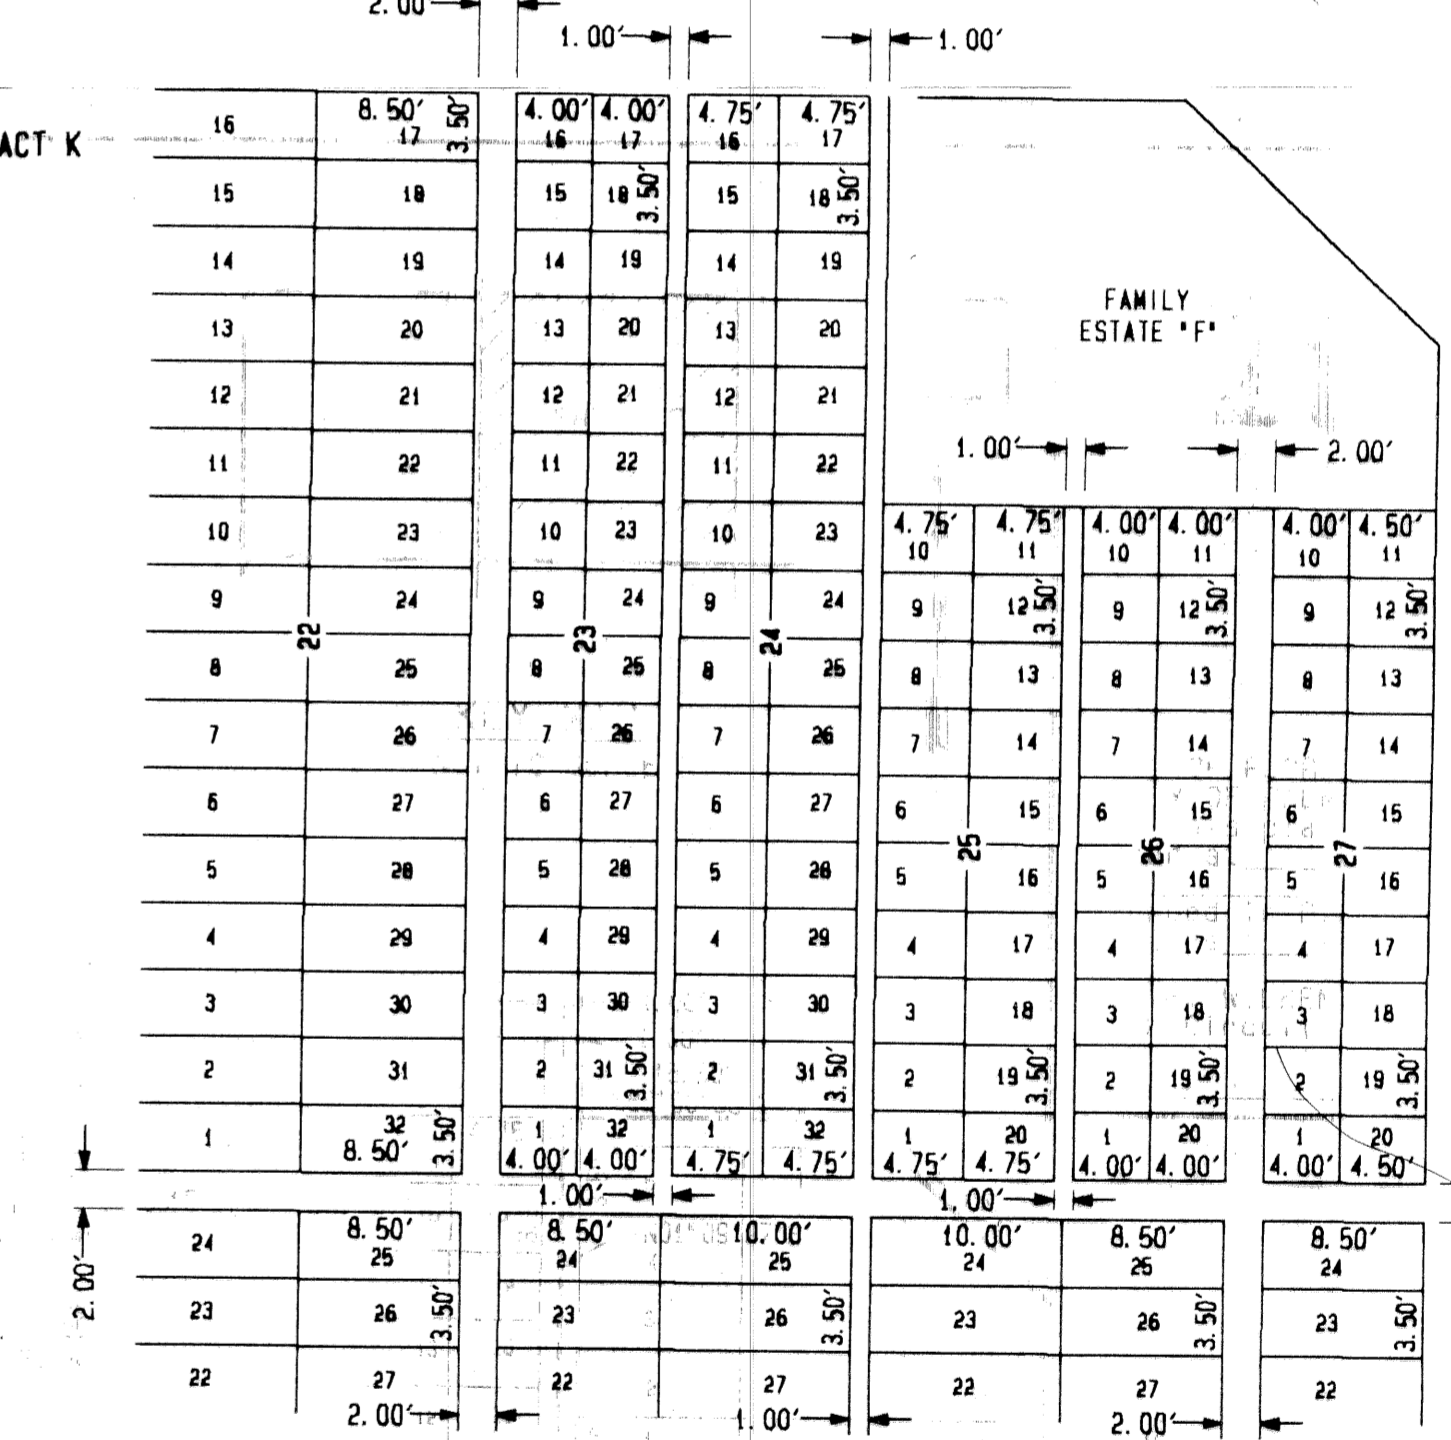 2.00′
1.00′ 1.00′
ACT K
16 8.50′ 17 3.50′ 4.00′ 4.00′ 16 17 4.75′ 4.75′ 16 17
15 18 15 18 3.50′ 15 18 3.50′
14 19 14 19 14 19
FAMILY
ESTATE "F"
13 20 13 20 13 20
12 21 12 21 12 21
1.00′ 2.00′
11 22 11 22 11 22
10 23 10 23 10 23 4.75′ 4.75′ 10 11 4.00′ 4.00′ 10 11 4.00′ 4.50′ 10 11
9 24 9 24 9 24 9 12 3.50′ 9 12 3.50′ 9 12 3.50′
22 23 24
8 25 8 25 8 25 8 13 8 13 8 13
7 26 7 26 7 26 7 14 7 14 7 14
6 27 6 27 6 27 6 15 6 15 6 15
25 26 27
5 28 5 28 5 28 5 16 5 16 5 16
4 29 4 29 4 29 4 17 4 17 4 17
3 30 3 30 3 30 3 18 3 18 3 18
2 31 2 31 3.50′ 2 31 3.50′ 2 19 3.50′ 2 19 3.50′ 2 19 3.50′
1 32 8.50′ 3.50′ 1 32 4.00′ 4.00′ 1 32 4.75′ 4.75′ 1 20 4.75′ 4.75′ 1 20 4.00′ 4.00′ 1 20 4.00′ 4.50′
1.00′ 1.00′
2.00′
8.50′ 8.50′ 10.00′ 10.00′ 8.50′ 8.50′
24 25 24 25 24 25 24
23 26 3.50′ 23 26 3.50′ 23 26 3.50′ 23 3.50′
22 27 22 27 22 27 22
2.00′ 1.00′ 2.00′